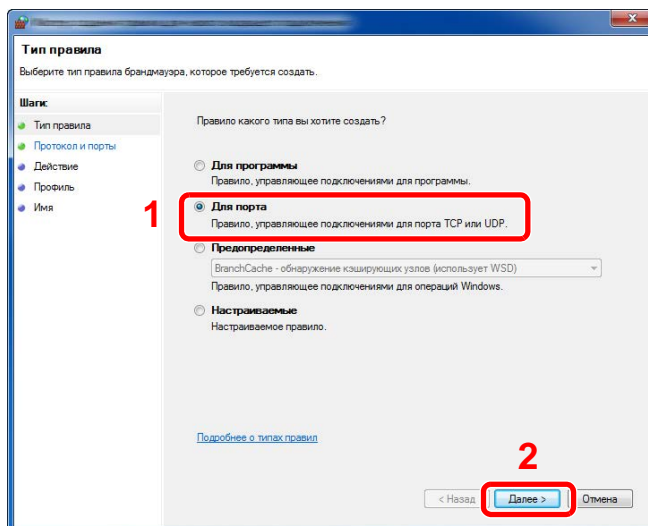 Тип правила
Выберите тип правила брандмауэра, которое требуется создать.
Шаги:
Тип правила
Протокол и порты
Действие
Профиль
Имя
Правило какого типа вы хотите создать?
Для программы
Правило, управляющее подключениями для программы.
1
Для порта
Правило, управляющее подключениями для порта TCP или UDP.
Предопределенные
BranchCache - обнаружение кэширующих узлов (использует WSD)
Правило, управляющее подключениями для операций Windows.
Настраиваемые
Настраиваемое правило.
Подробнее о типах правил
2
< Назад
Далее >
Отмена